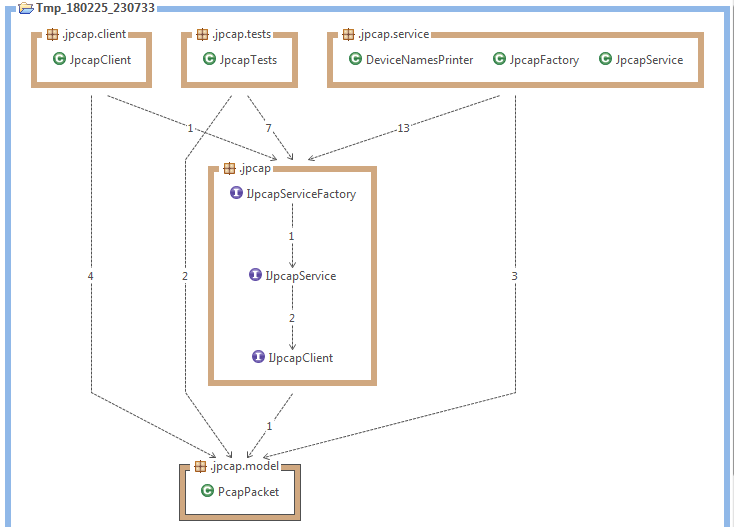 Tmp_180225_230733
.jpcap.client
.jpcap.tests
.jpcap.service
C JpcapClient
C JpcapTests
C DeviceNamesPrinter C JpcapFactory C JpcapService
1
7
13
.jpcap
I IJpcapServiceFactory
1
4
2
I IJpcapService
3
2
I IJpcapClient
1
.jpcap.model
C PcapPacket